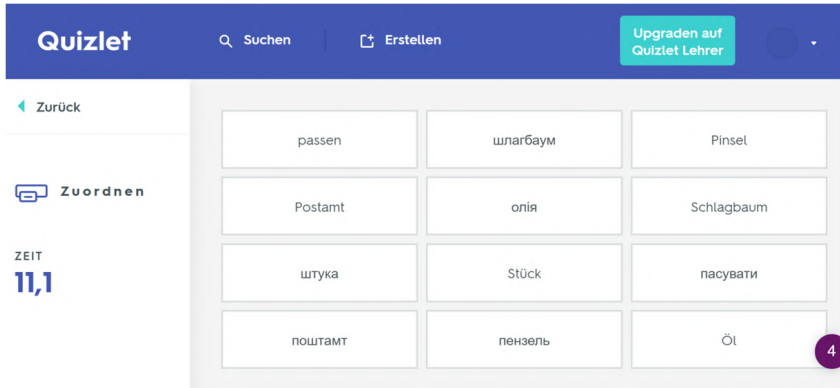 Quizlet
Suchen
Erstellen
Upgraden auf
Quizlet Lehrer
Zurück
Zuordnen
ZEIT
11,1
passen шлагбаум Pinsel
Postamt олія Schlagbaum
штука Stück пасувати
поштамт пензель Öl
4